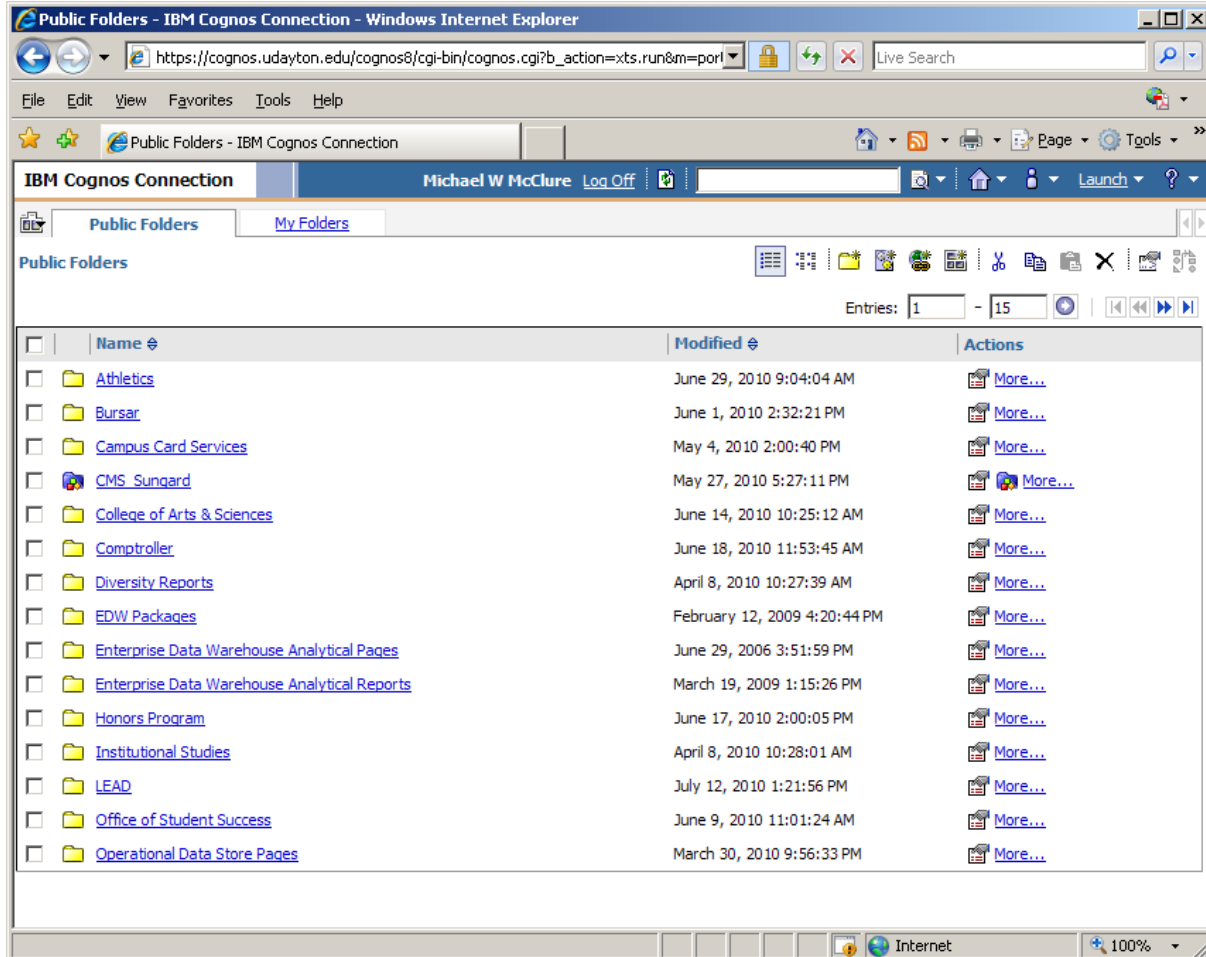 Public Folders - IBM Cognos Connection - Windows Internet Explorer
https://cognos.udayton.edu/cognos8/cgi-bin/cognos.cgi?b_action=xts.run&m=por
Live Search
File Edit View Favorites Tools Help
Public Folders - IBM Cognos Connection
Page Tools »
IBM Cognos Connection Michael W McClure Log Off Launch ?
Public Folders My Folders
Public Folders
Entries: 1 - 15
Name Modified Actions
Athletics June 29, 2010 9:04:04 AM More...
Bursar June 1, 2010 2:32:21 PM More...
Campus Card Services May 4, 2010 2:00:40 PM More...
CMS_Sungard May 27, 2010 5:27:11 PM More...
College of Arts & Sciences June 14, 2010 10:25:12 AM More...
Comptroller June 18, 2010 11:53:45 AM More...
Diversity Reports April 8, 2010 10:27:39 AM More...
EDW Packages February 12, 2009 4:20:44 PM More...
Enterprise Data Warehouse Analytical Pages June 29, 2006 3:51:59 PM More...
Enterprise Data Warehouse Analytical Reports March 19, 2009 1:15:26 PM More...
Honors Program June 17, 2010 2:00:05 PM More...
Institutional Studies April 8, 2010 10:28:01 AM More...
LEAD July 12, 2010 1:21:56 PM More...
Office of Student Success June 9, 2010 11:01:24 AM More...
Operational Data Store Pages March 30, 2010 9:56:33 PM More...
Internet 100%